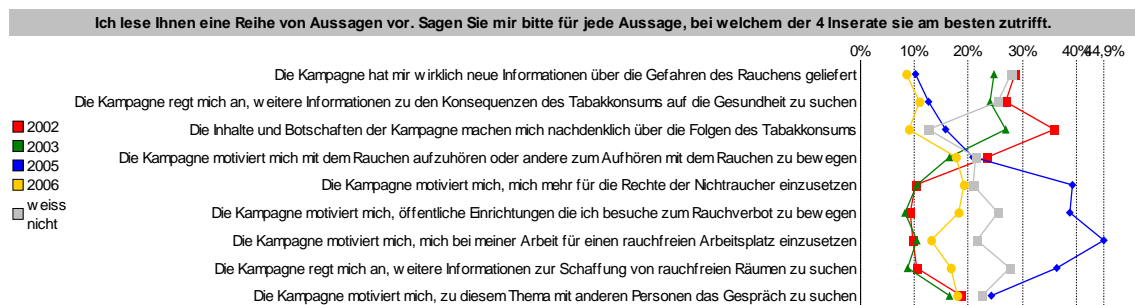 Ich lese Ihnen eine Reihe von Aussagen vor. Sagen Sie mir bitte für jede Aussage, bei welchem der 4 Inserate sie am besten zutrifft.
0% 10% 20% 30% 40% 44,9%
Die Kampagne hat mir wirklich neue Informationen über die Gefahren des Rauchens geliefert
Die Kampagne regt mich an, weitere Informationen zu den Konsequenzen des Tabakkonsums auf die Gesundheit zu suchen
Die Inhalte und Botschaften der Kampagne machen mich nachdenklich über die Folgen des Tabakkonsums
Die Kampagne motiviert mich mit dem Rauchen aufzuhören oder andere zum Aufhören mit dem Rauchen zu bewegen
Die Kampagne motiviert mich, mich mehr für die Rechte der Nichtraucher einzusetzen
Die Kampagne motiviert mich, öffentliche Einrichtungen die ich besuche zum Rauchverbot zu bewegen
Die Kampagne motiviert mich, mich bei meiner Arbeit für einen rauchfreien Arbeitsplatz einzusetzen
Die Kampagne regt mich an, weitere Informationen zur Schaffung von rauchfreien Räumen zu suchen
Die Kampagne motiviert mich, zu diesem Thema mit anderen Personen das Gespräch zu suchen
2002
2003
2005
2006
weiss
nicht